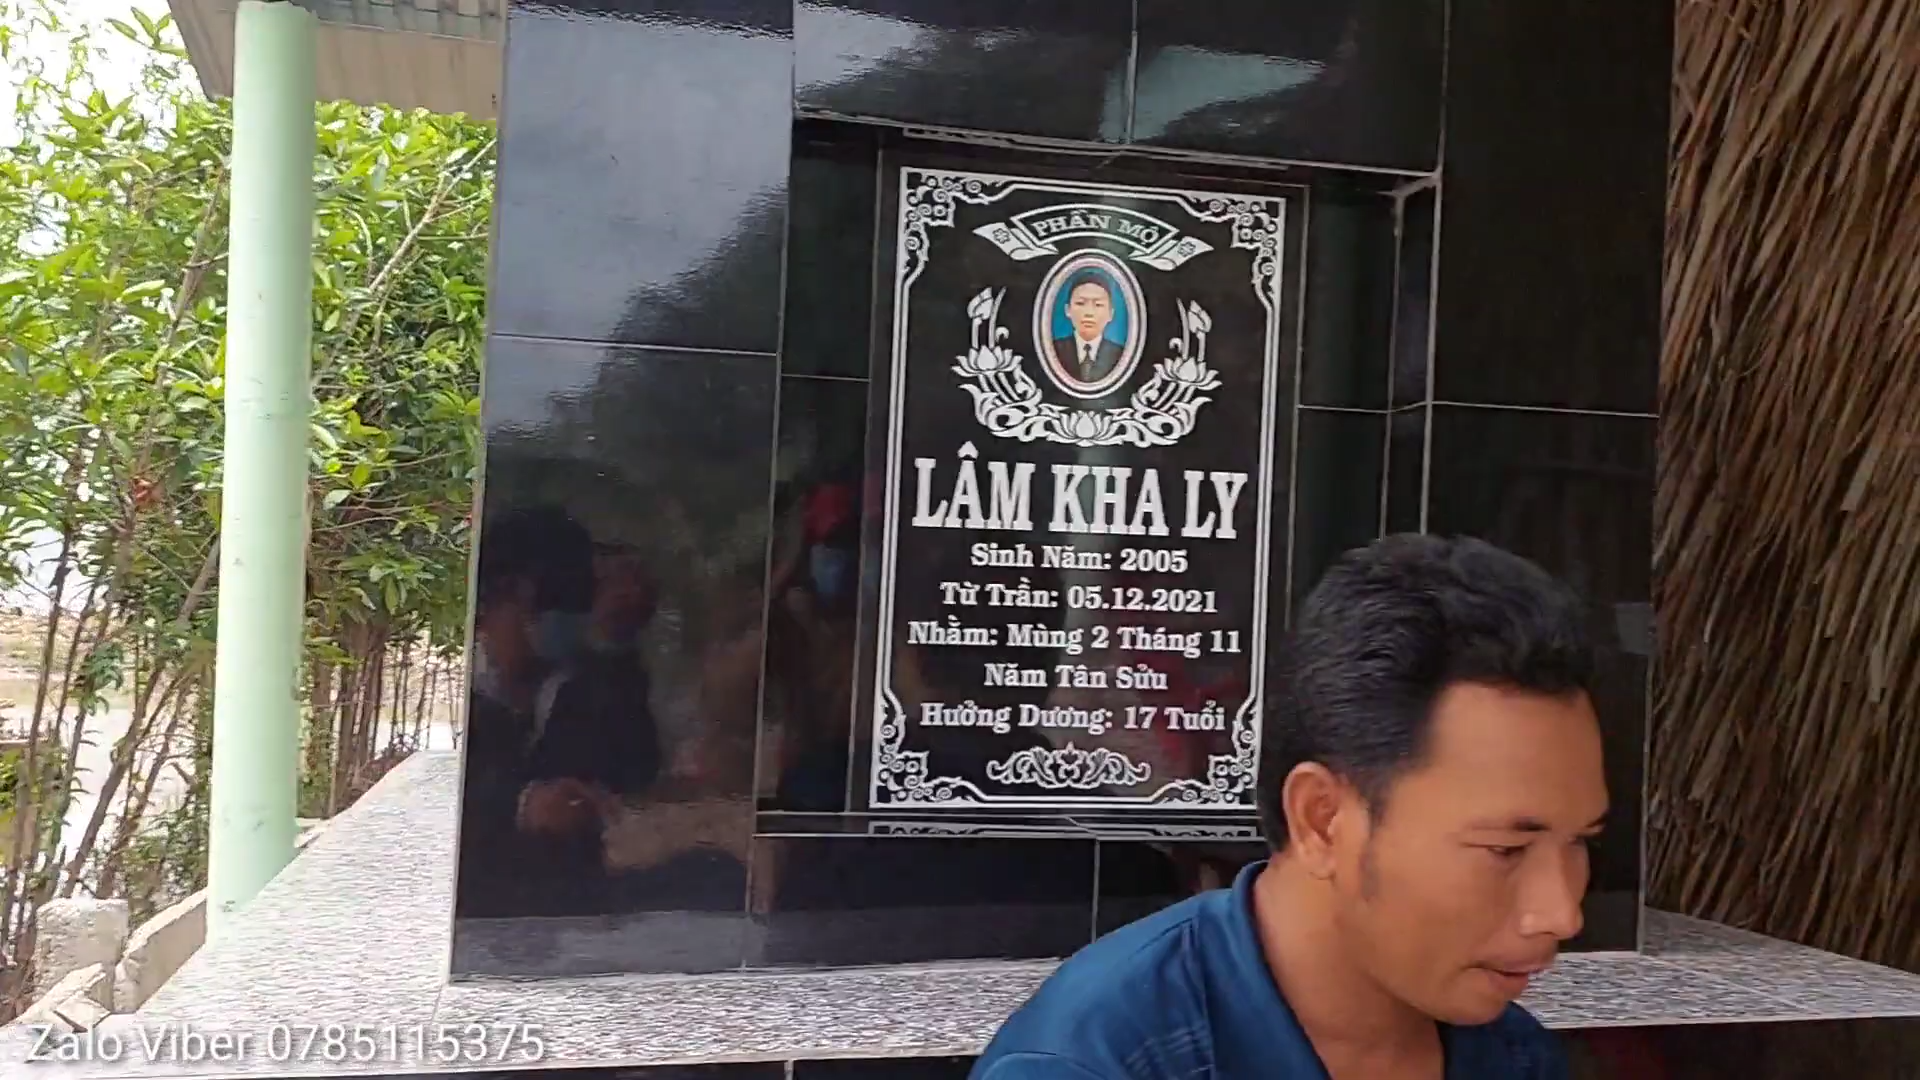 PHẦN MỘ
LÂM KHA LY
Sinh Năm: 2005
Từ Trần: 05.12.2021
Nhằm: Mùng 2 Tháng 11
Năm Tân Sửu
Hưởng Dương: 17 Tuổi
Zalo Viber 0785115375